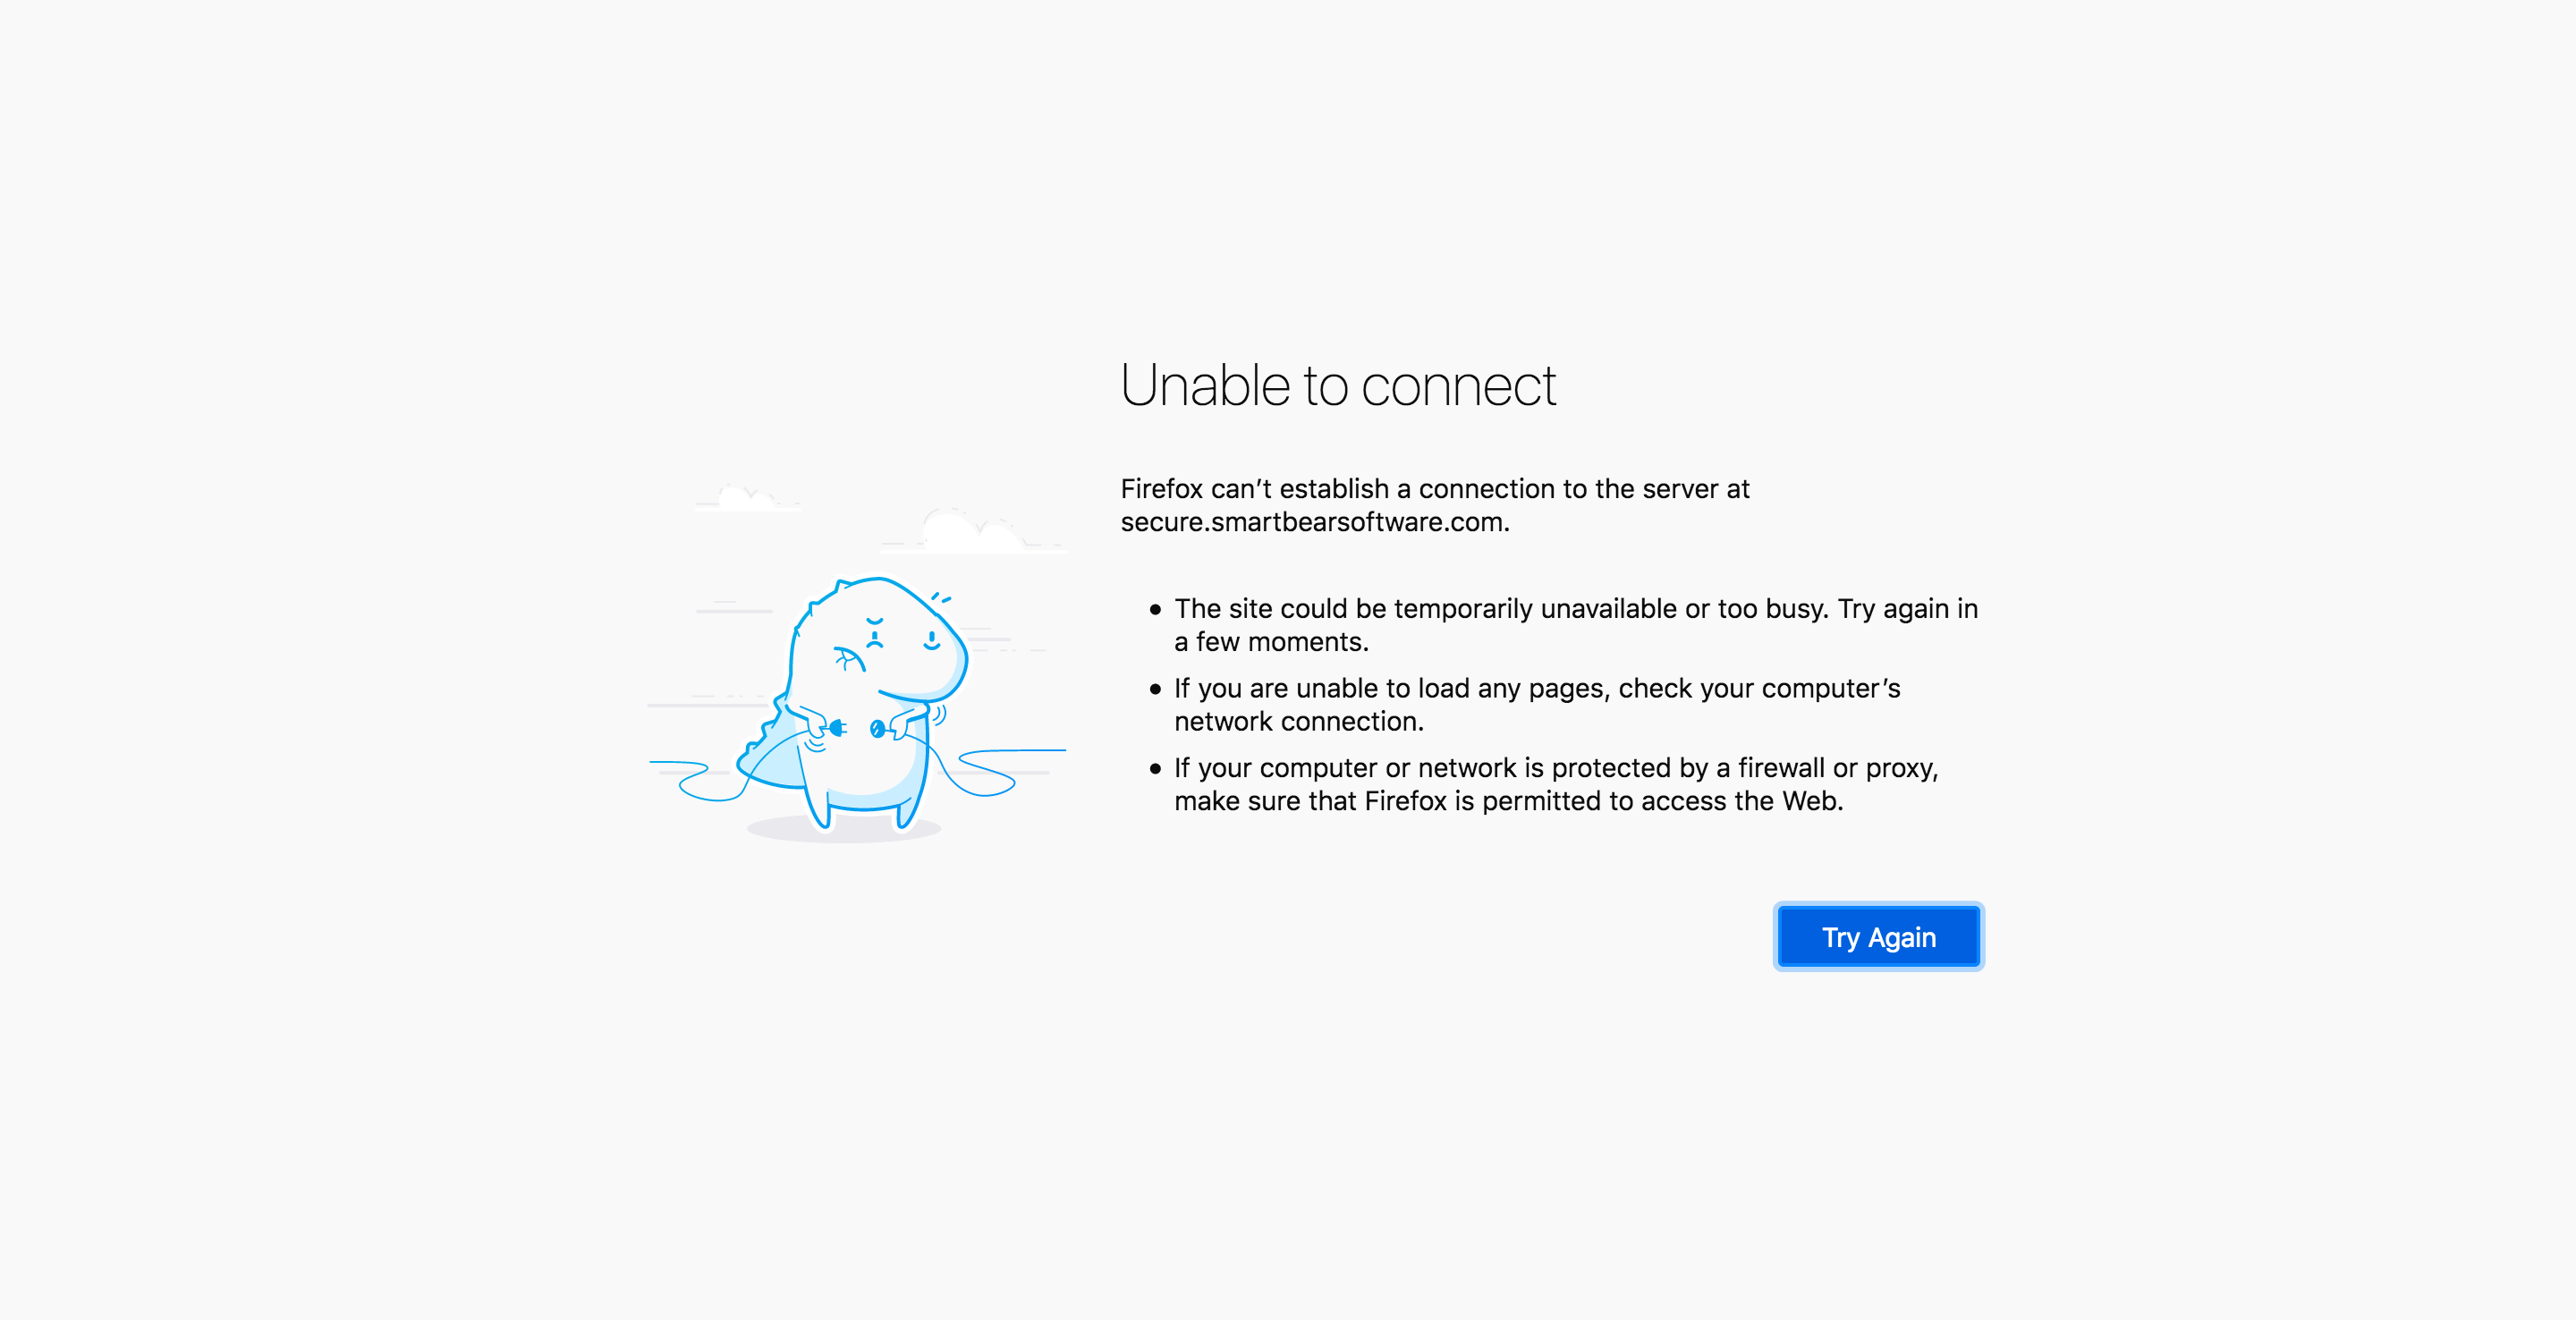 Unable to connect
Firefox can’t establish a connection to the server at
secure.smartbearsoftware.com.
• The site could be temporarily unavailable or too busy. Try again in
a few moments.
• If you are unable to load any pages, check your computer’s
network connection.
• If your computer or network is protected by a firewall or proxy,
make sure that Firefox is permitted to access the Web.
Try Again